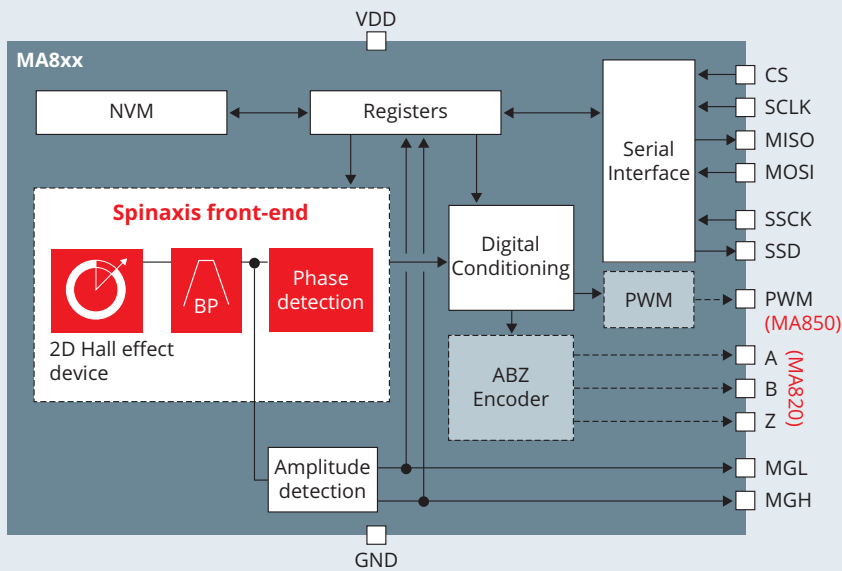 VDD
MA8xx
NVM
Registers
Serial
Interface
CS
SCLK
MISO
MOSI
SSCK
SSD
Spinaxis front-end
BP
Phase
detection
2D Hall effect
device
Digital
Conditioning
PWM
PWM
(MA850)
ABZ
Encoder
A
B
Z
(MA820)
Amplitude
detection
MGL
MGH
GND